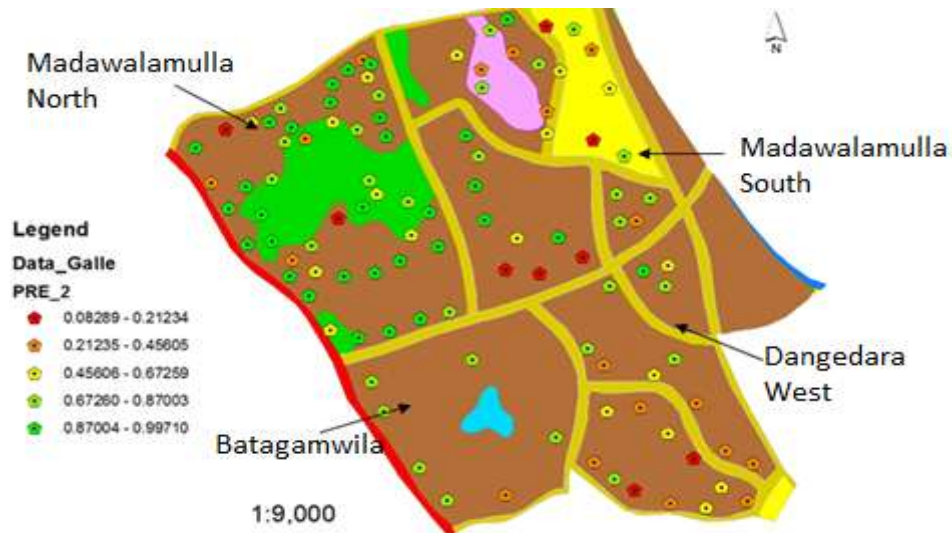 Madawalamulla
North
N
Madawalamulla
South
Legend
Data_Galle
PRE_2
0.08289 - 0.21234
0.21235 - 0.45605
0.45606 - 0.67259
0.67260 - 0.87003
0.87004 - 0.99710
Dangedara
West
Batagamwila
1:9,000